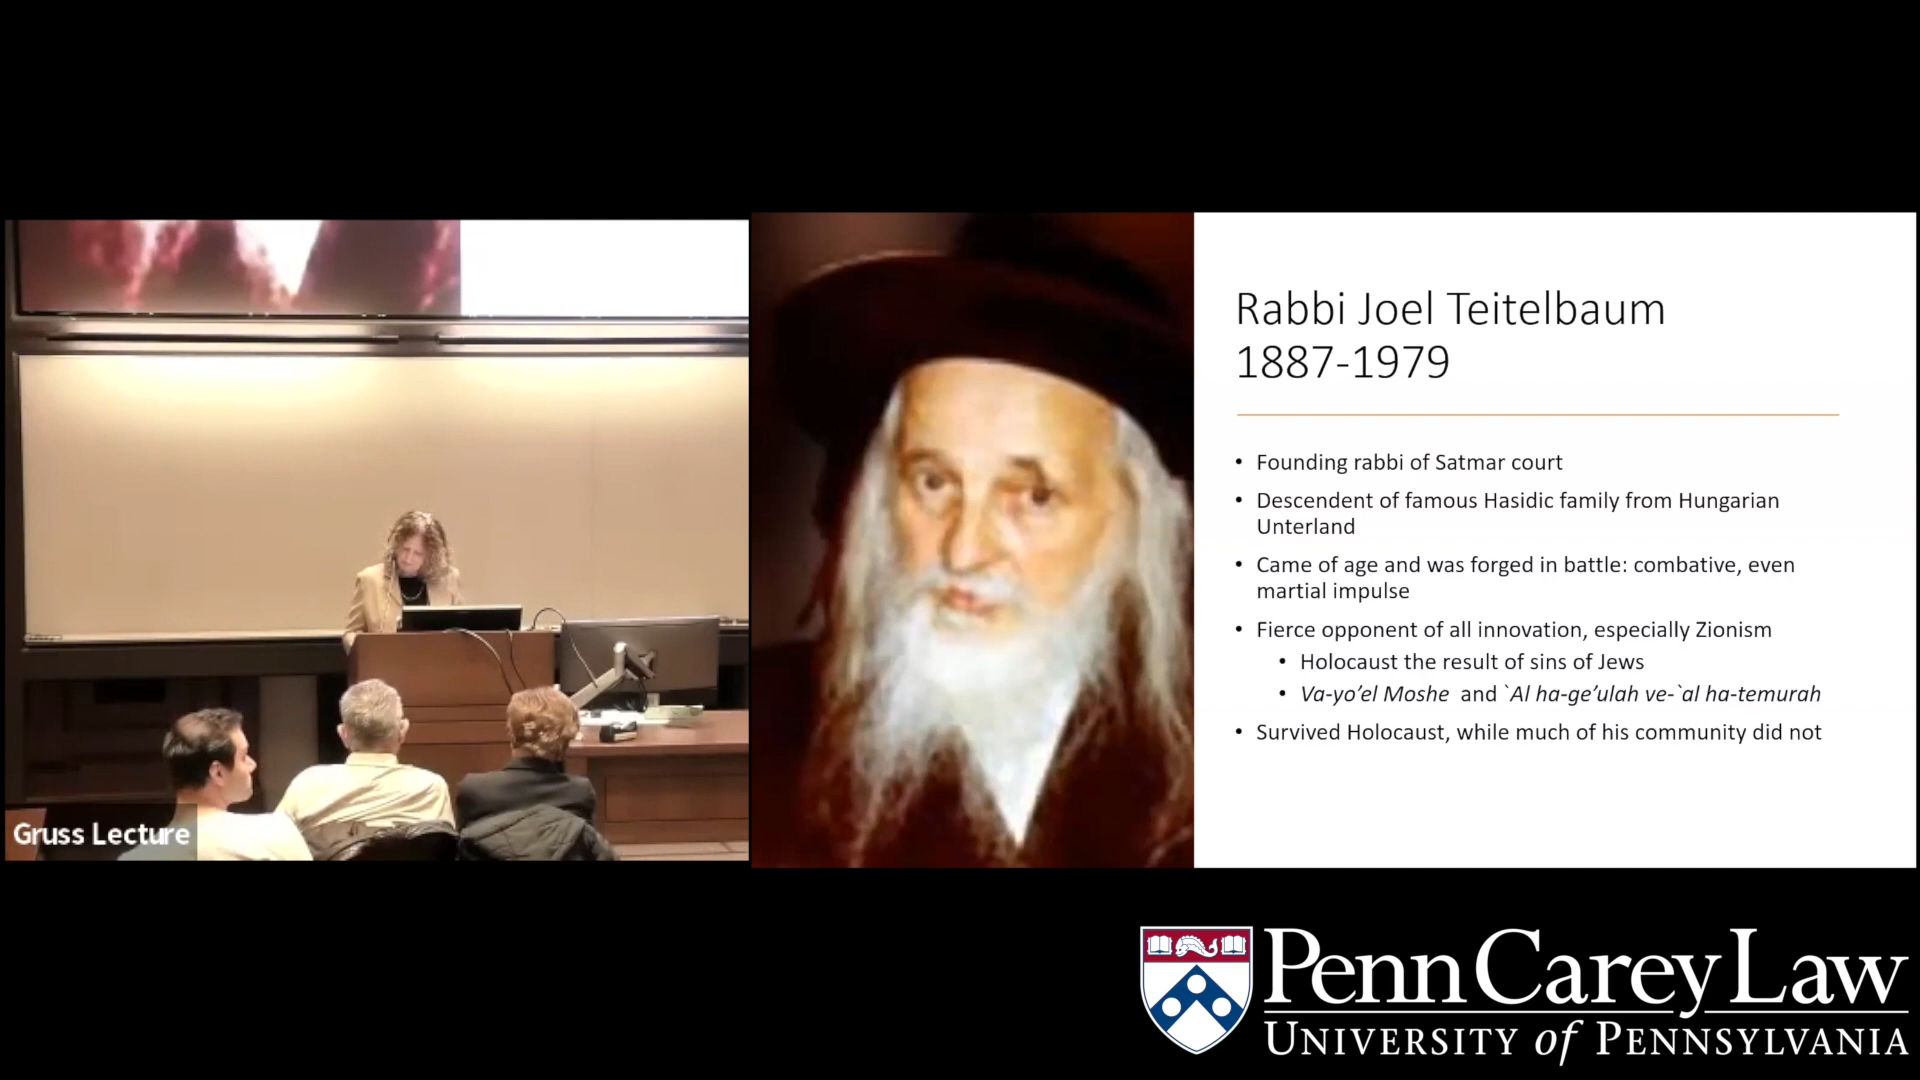 Rabbi Joel Teitelbaum
1887-1979
• Founding rabbi of Satmar court
• Descendent of famous Hasidic family from Hungarian
Unterland
• Came of age and was forged in battle: combative, even
martial impulse
• Fierce opponent of all innovation, especially Zionism
• Holocaust the result of sins of Jews
• Va-yo’el Moshe and `Al ha-ge’ulah ve-`al ha-temurah
• Survived Holocaust, while much of his community did not
Gruss Lecture
Penn Carey Law
UNIVERSITY of PENNSYLVANIA